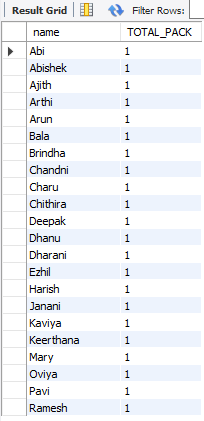 Result Grid Filter Rows:
name TOTAL_PACK
Abi 1
Abishek 1
Ajith 1
Arthi 1
Arun 1
Bala 1
Brindha 1
Chandni 1
Charu 1
Chithira 1
Deepak 1
Dhanu 1
Dharani 1
Ezhil 1
Harish 1
Janani 1
Kaviya 1
Keerthana 1
Mary 1
Oviya 1
Pavi 1
Ramesh 1